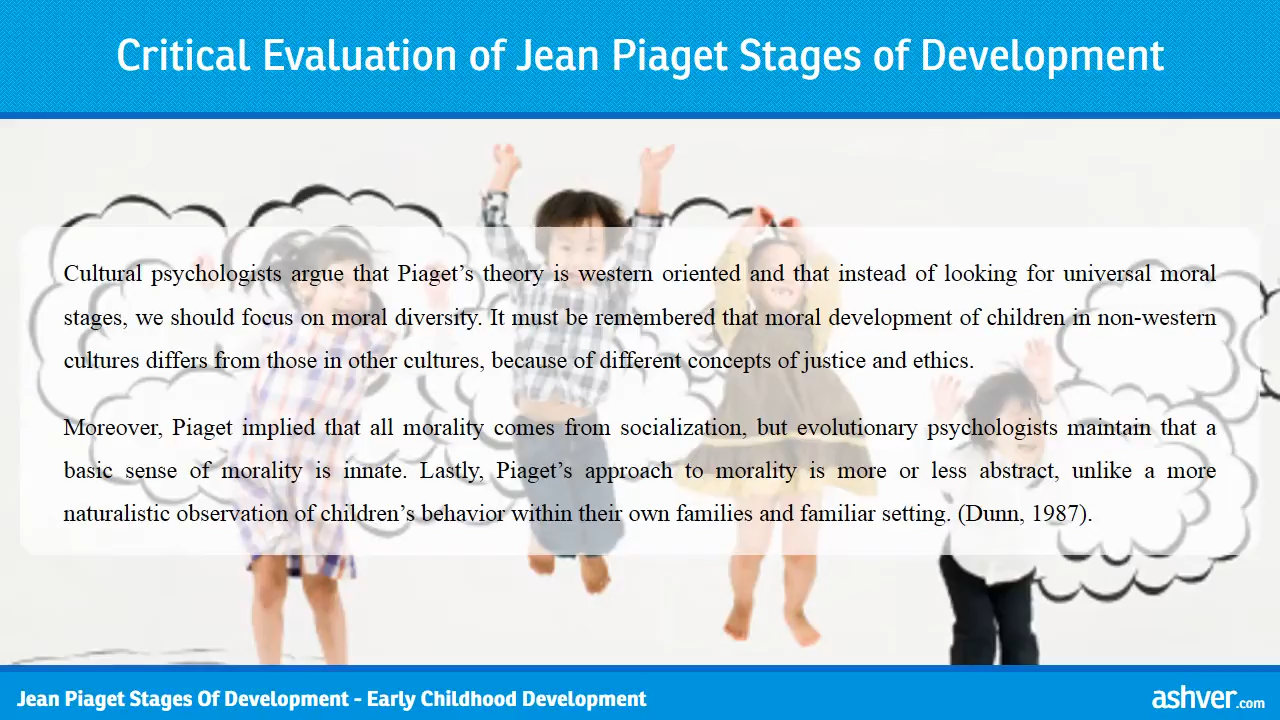 Critical Evaluation of Jean Piaget Stages of Development
Cultural psychologists argue that Piaget’s theory is western oriented and that instead of looking for universal moral
stages, we should focus on moral diversity. It must be remembered that moral development of children in non-western
cultures differs from those in other cultures, because of different concepts of justice and ethics.
Moreover, Piaget implied that all morality comes from socialization, but evolutionary psychologists maintain that a
basic sense of morality is innate. Lastly, Piaget’s approach to morality is more or less abstract, unlike a more
naturalistic observation of children’s behavior within their own families and familiar setting. (Dunn, 1987).
Jean Piaget Stages Of Development - Early Childhood Development
ashver.com